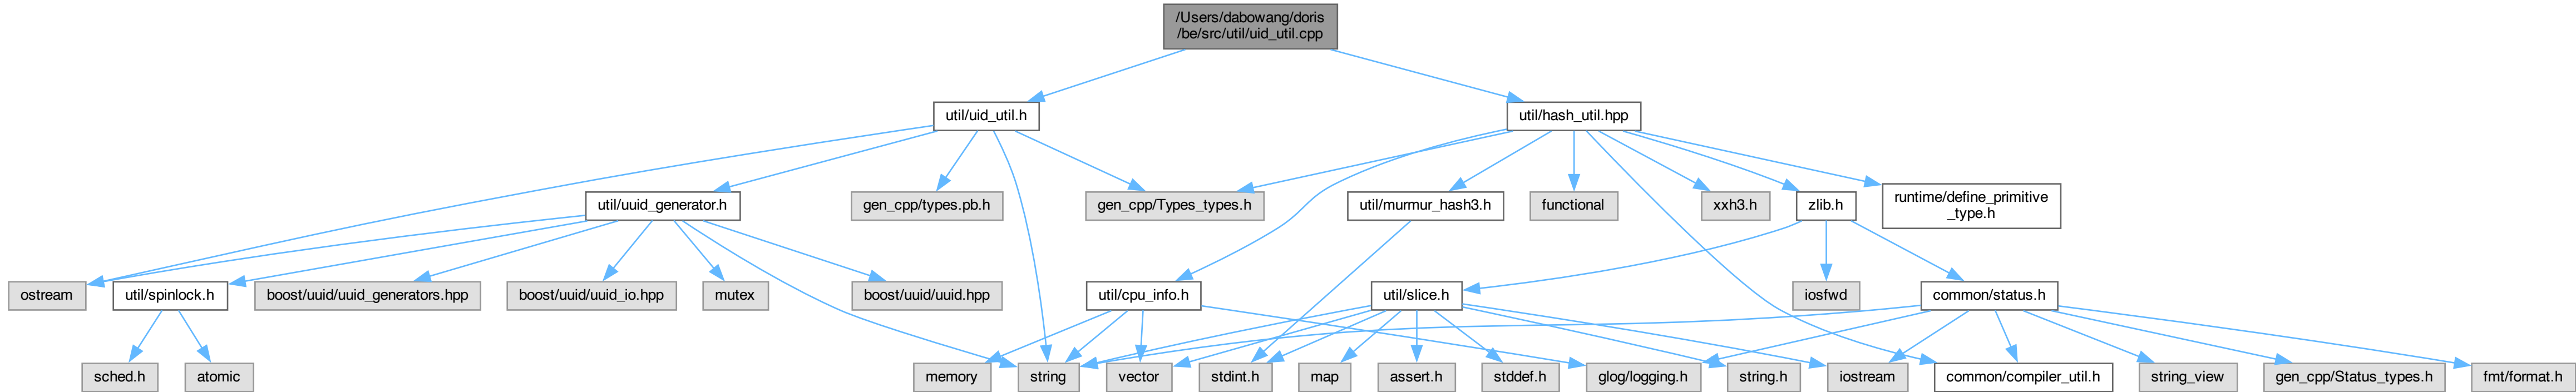 /Users/dabowang/doris
/be/src/util/uid_util.cpp
util/uid_util.h
util/hash_util.hpp
util/uuid_generator.h
gen_cpp/types.pb.h
gen_cpp/Types_types.h
util/murmur_hash3.h
functional
xxh3.h
zlib.h
runtime/define_primitive
_type.h
ostream
util/spinlock.h
boost/uuid/uuid_generators.hpp
boost/uuid/uuid_io.hpp
mutex
boost/uuid/uuid.hpp
util/cpu_info.h
util/slice.h
iosfwd
common/status.h
sched.h
atomic
memory
string
vector
stdint.h
map
assert.h
stddef.h
glog/logging.h
string.h
iostream
common/compiler_util.h
string_view
gen_cpp/Status_types.h
fmt/format.h